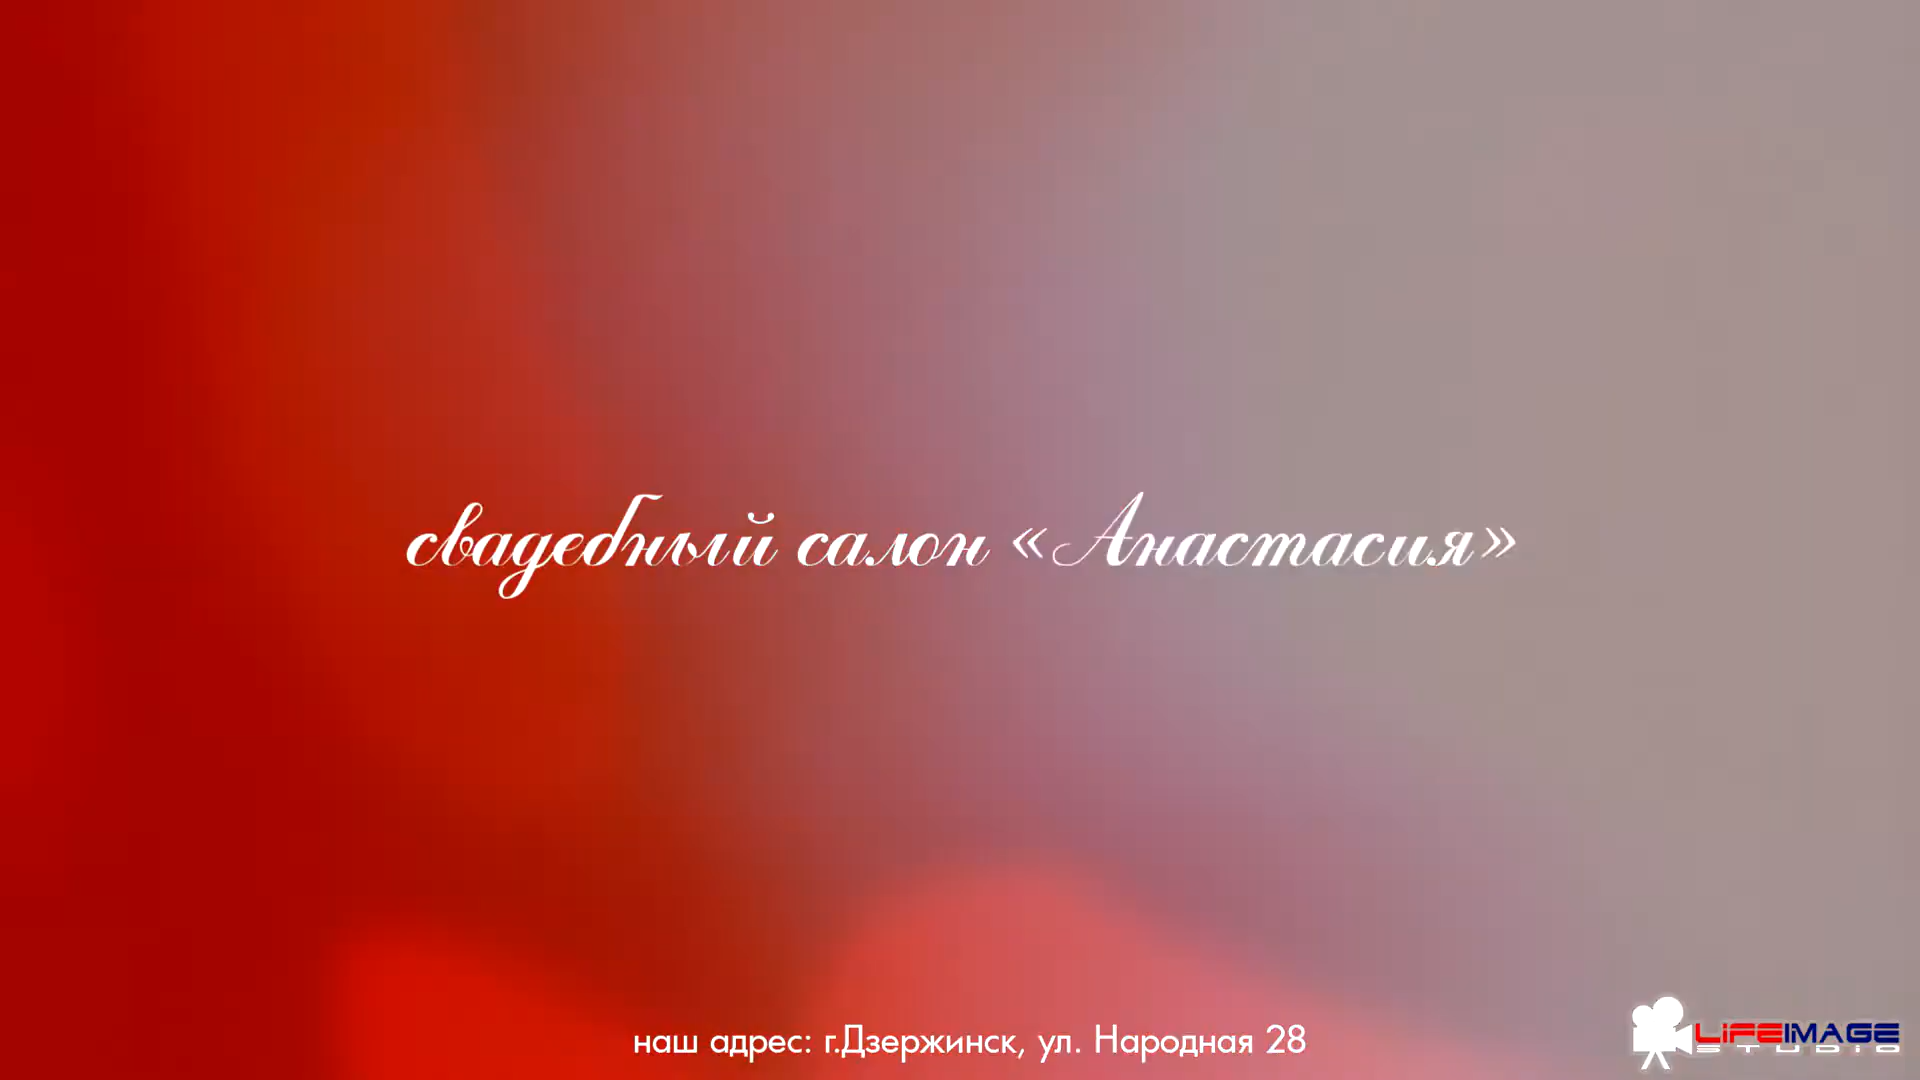 свадебный салон «Анастасия»
наш адрес: г.Дзержинск, ул. Народная 28
LIFEIMAGE
STUDIO